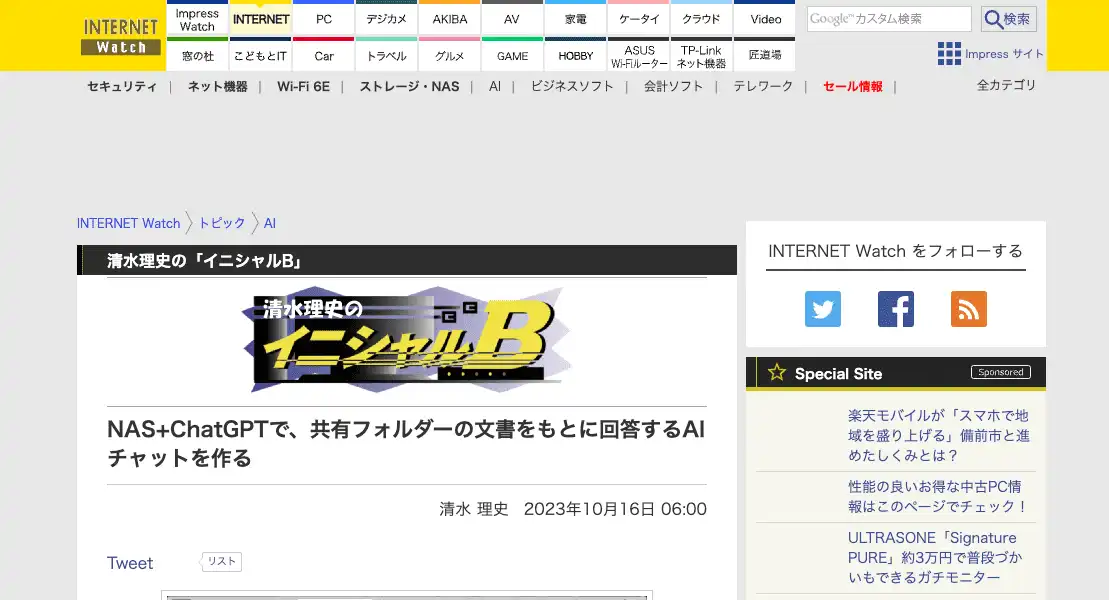 INTERNET
Watch
Impress
Watch
INTERNET
PC
デジカメ
AKIBA
AV
家電
ケータイ
クラウド
Video
窓の杜
こどもとIT
Car
トラベル
グルメ
GAME
HOBBY
ASUS
Wi-Fiルーター
TP-Link
ネット機器
匠道場
Google™カスタム検索
検索
Impress サイト
セキュリティ | ネット機器 | Wi-Fi 6E | ストレージ・NAS | AI | ビジネスソフト | 会計ソフト | テレワーク | セール情報 |
全カテゴリ
INTERNET Watch
トピック
AI
清水理史の「イニシャルB」
清水理史の
イニシャルB
NAS+ChatGPTで、共有フォルダーの文書をもとに回答するAI
チャットを作る
清水 理史 2023年10月16日 06:00
Tweet
リスト
INTERNET Watch をフォローする
Special Site
Sponsored
楽天モバイルが「スマホで地
域を盛り上げる」備前市と進
めたしくみとは？
性能の良いお得な中古PC情
報はこのページでチェック！
ULTRASONE「Signature
PURE」約3万円で普段づか
いもできるガチモニター